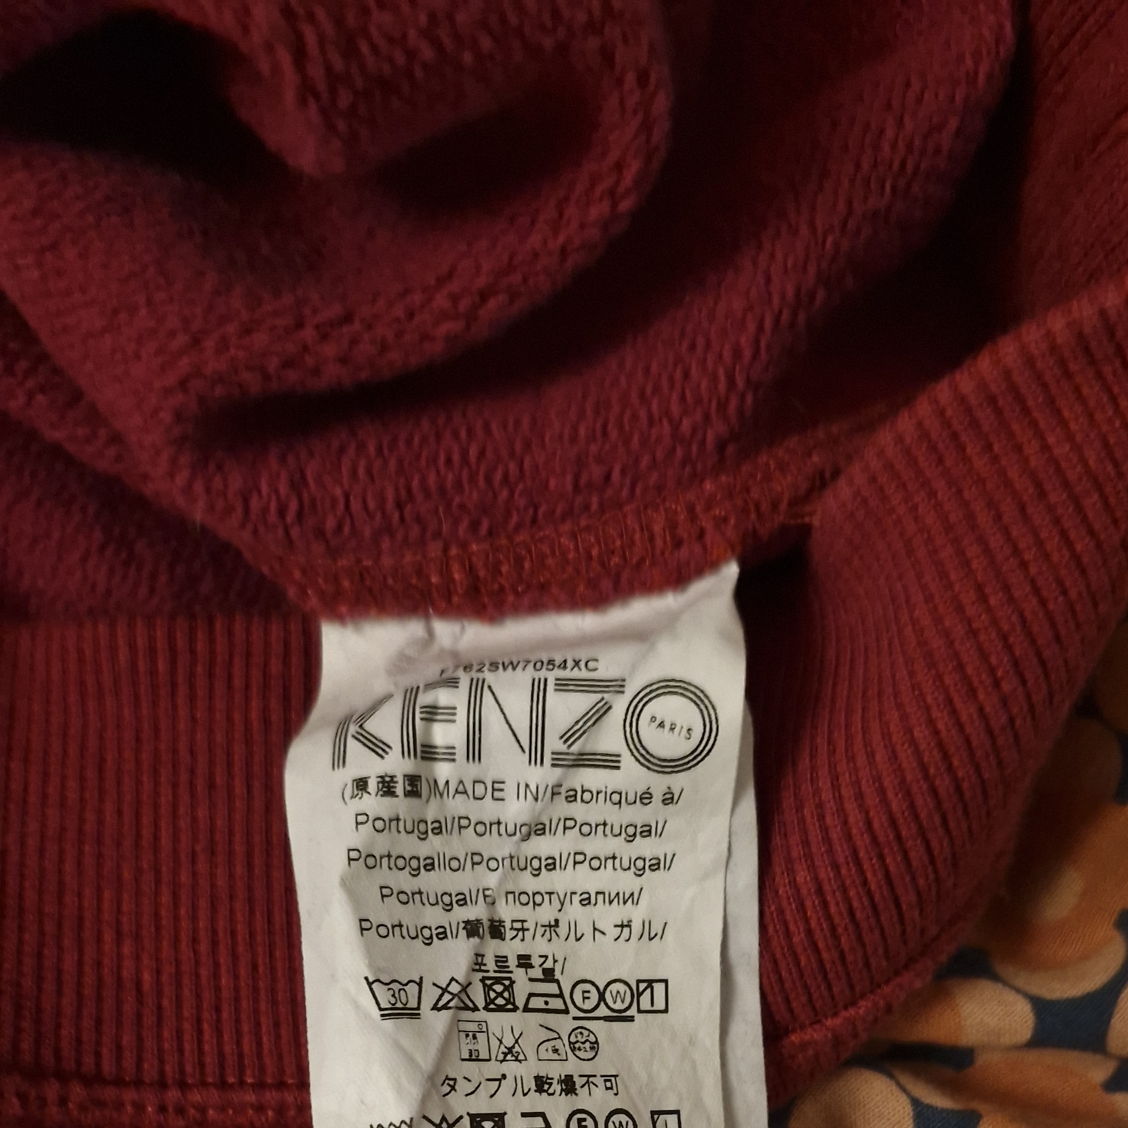 F762SW7054XC
KENZO
PARIS
(原産国)MADE IN/Fabriqué à/
Portugal/Portugal/Portugal/
Portogallo/Portugal/Portugal/
Portugal/В португалии/
Portugal/葡萄牙/ポルトガル/
포르투갈/
30 F W
タンブル乾燥不可
F W